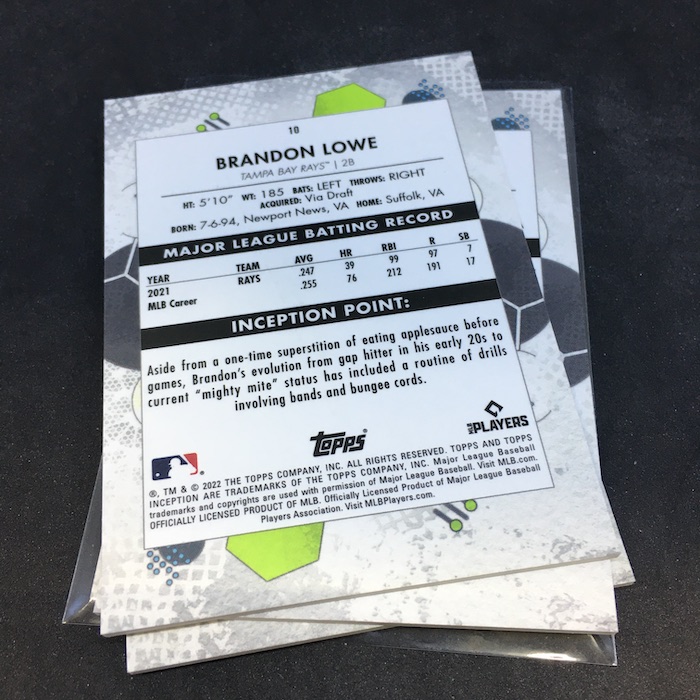 10
BRANDON LOWE
TAMPA BAY RAYS™ | 2B
HT: 5'10" WT: 185 BATS: LEFT THROWS: RIGHT
ACQUIRED: Via Draft
BORN: 7-6-94, Newport News, VA HOME: Suffolk, VA
MAJOR LEAGUE BATTING RECORD
YEAR TEAM AVG HR RBI R SB
2021 RAYS .247 39 99 97 7
MLB Career .255 76 212 191 17
INCEPTION POINT:
Aside from a one-time superstition of eating applesauce before
games, Brandon's evolution from gap hitter in his early 20s to
current "mighty mite" status has included a routine of drills
involving bands and bungee cords.
topps
MLB PLAYERS
®, TM & © 2022 THE TOPPS COMPANY, INC. ALL RIGHTS RESERVED. TOPPS AND TOPPS
INCEPTION ARE TRADEMARKS OF THE TOPPS COMPANY, INC. Major League Baseball
trademarks and copyrights are used with permission of Major League Baseball. Visit MLB.com.
OFFICIALLY LICENSED PRODUCT OF MLB. Officially Licensed Product of Major League Baseball
Players Association. Visit MLBPlayers.com.